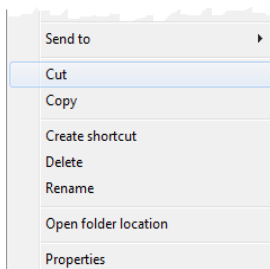 Send to
Cut
Copy
Create shortcut
Delete
Rename
Open folder location
Properties